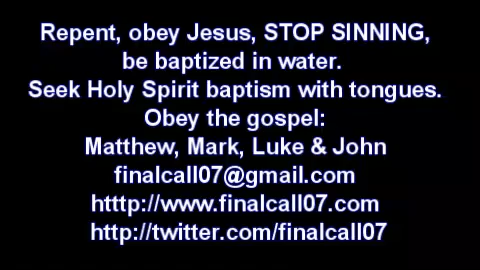 Repent, obey Jesus, STOP SINNING,
be baptized in water.
Seek Holy Spirit baptism with tongues.
Obey the gospel:
Matthew, Mark, Luke & John
finalcall07@gmail.com
htttp://www.finalcall07.com
http://twitter.com/finalcall07